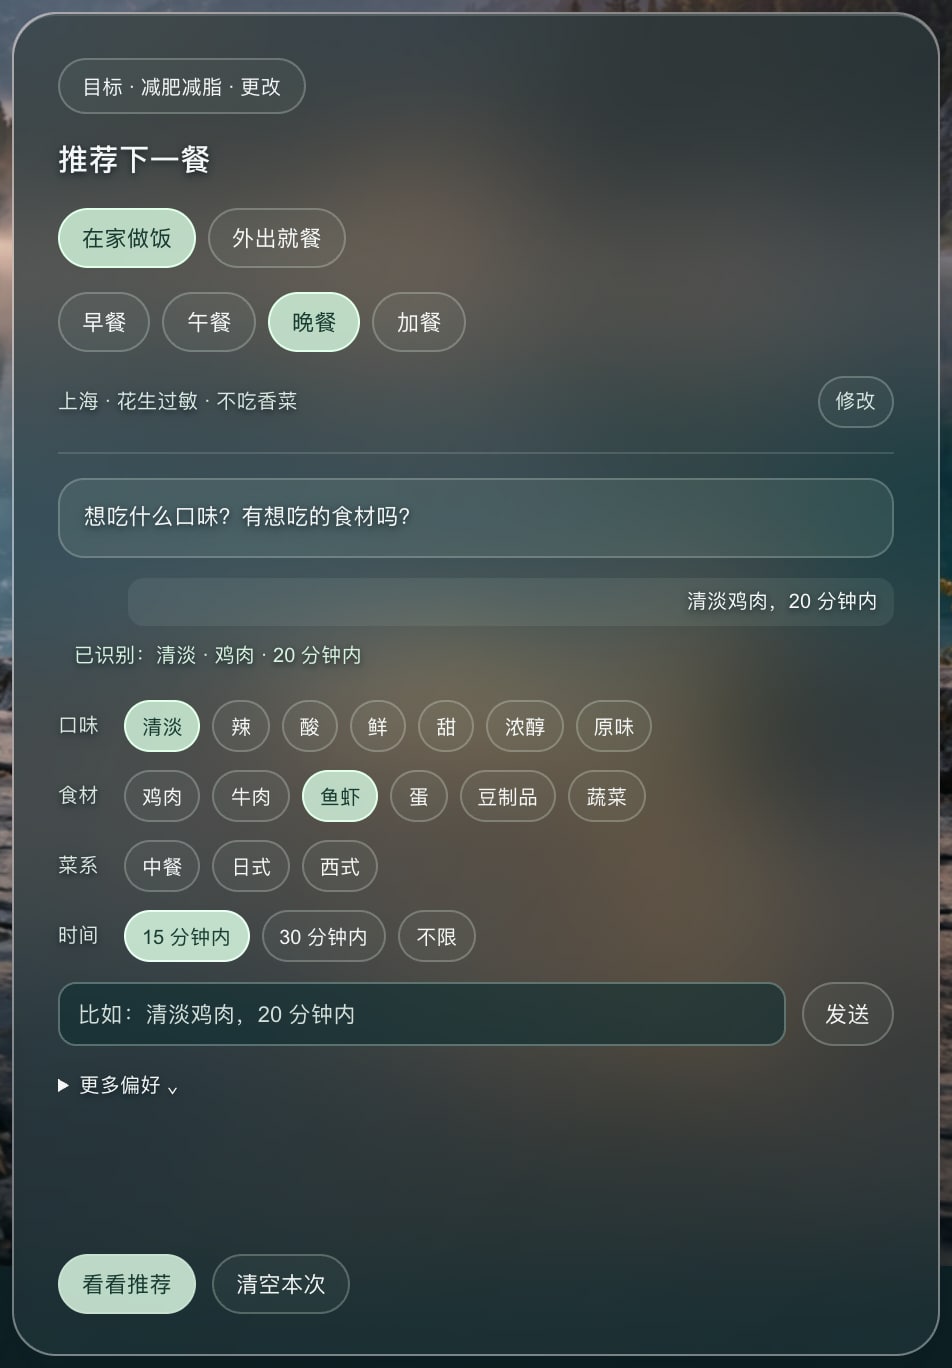 目标 · 减肥减脂 · 更改
推荐下一餐
在家做饭 外出就餐
早餐 午餐 晚餐 加餐
上海 · 花生过敏 · 不吃香菜 修改
想吃什么口味？有想吃的食材吗？
清淡鸡肉，20 分钟内
已识别：清淡 · 鸡肉 · 20 分钟内
口味 清淡 辣 酸 鲜 甜 浓醇 原味
食材 鸡肉 牛肉 鱼虾 蛋 豆制品 蔬菜
菜系 中餐 日式 西式
时间 15 分钟内 30 分钟内 不限
比如：清淡鸡肉，20 分钟内 发送
更多偏好
看看推荐 清空本次